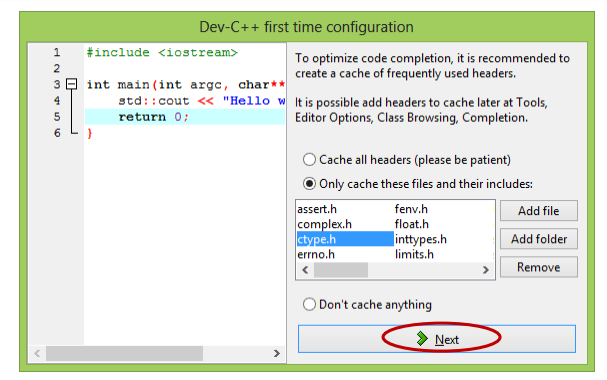 Dev-C++ first time configuration
1 #include <iostream>
2
3 int main(int argc, char**
4 std::cout << "Hello w
5 return 0;
6 }
To optimize code completion, it is recommended to
create a cache of frequently used headers.
It is possible add headers to cache later at Tools,
Editor Options, Class Browsing, Completion.
Cache all headers (please be patient)
Only cache these files and their includes:
assert.h fenv.h
complex.h float.h
ctype.h inttypes.h
errno.h limits.h
Add file
Add folder
Remove
Don't cache anything
Next